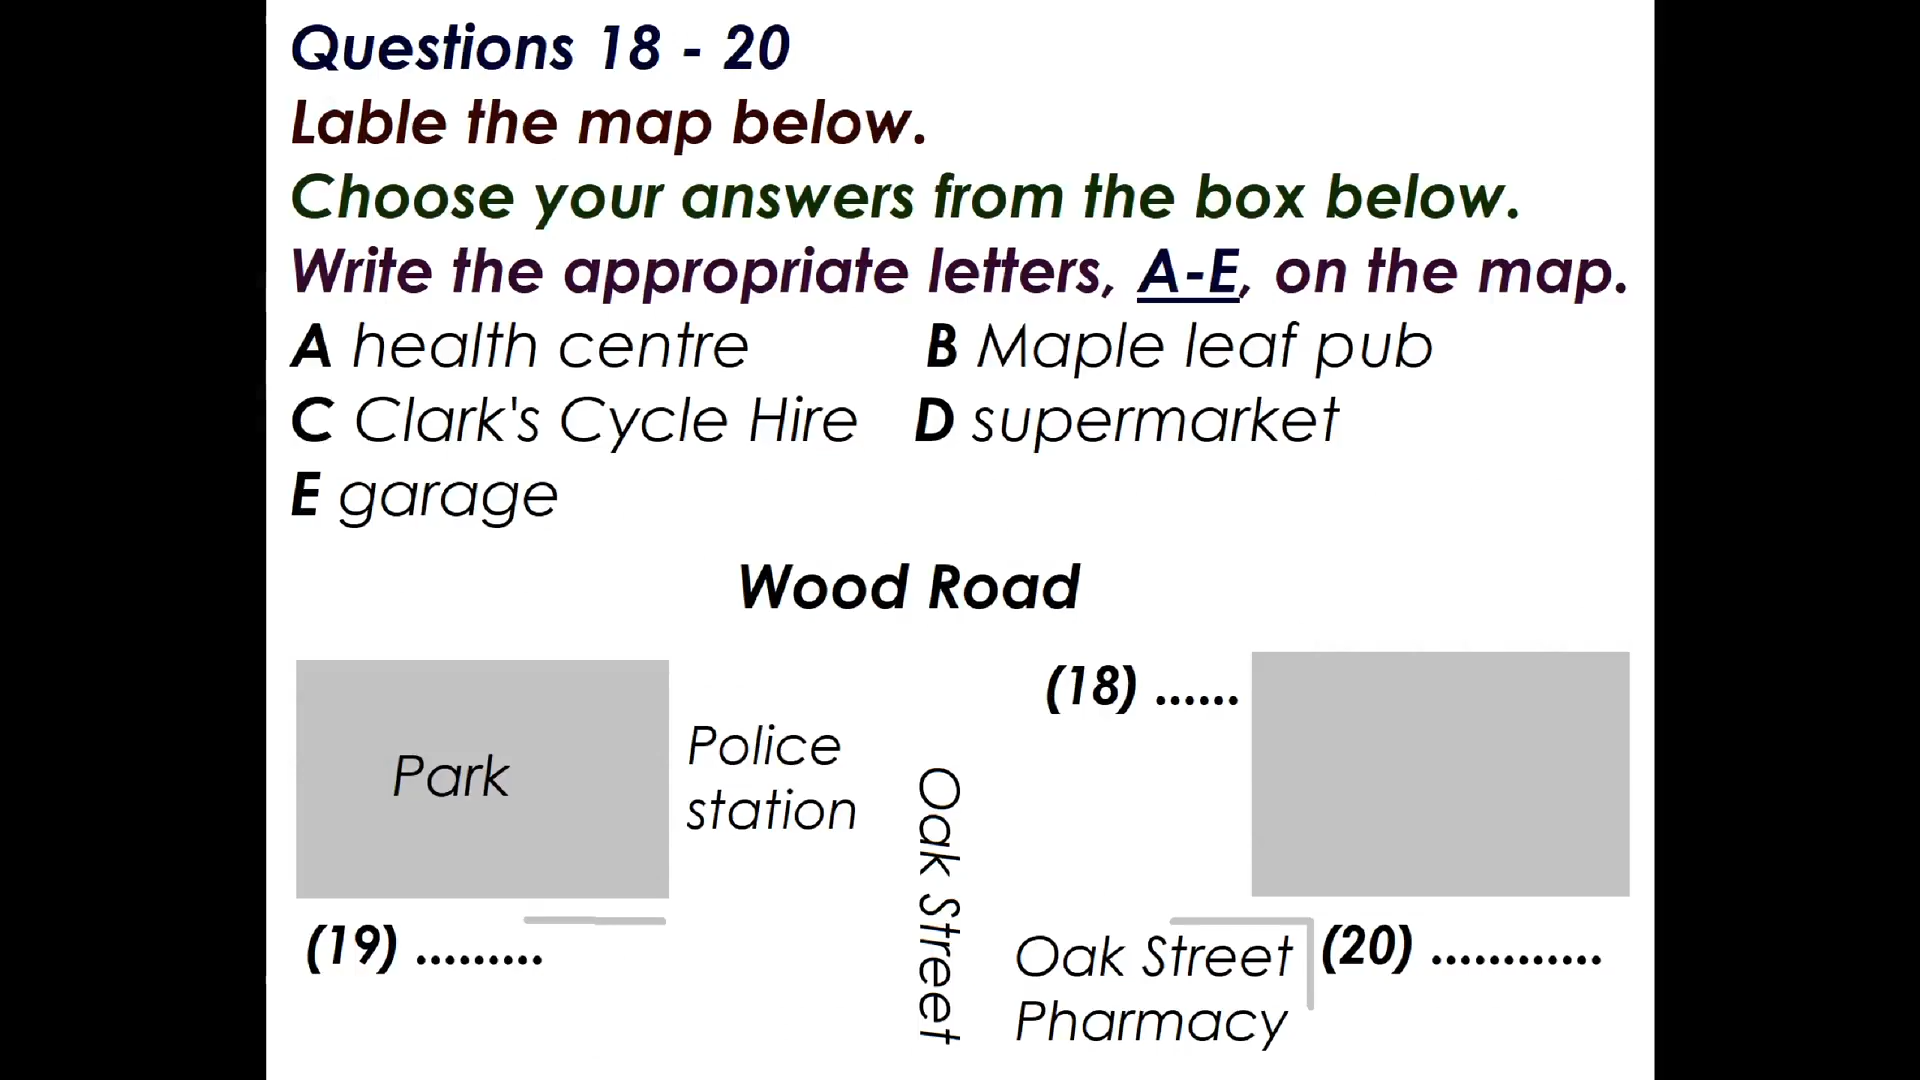 Questions 18 - 20
Lable the map below.
Choose your answers from the box below.
Write the appropriate letters, A-E, on the map.
A health centre B Maple leaf pub
C Clark's Cycle Hire D supermarket
E garage
Wood Road
(18) ......
Park
Police
station
Oak Street
(19) .........
Oak Street
Pharmacy
(20) ............